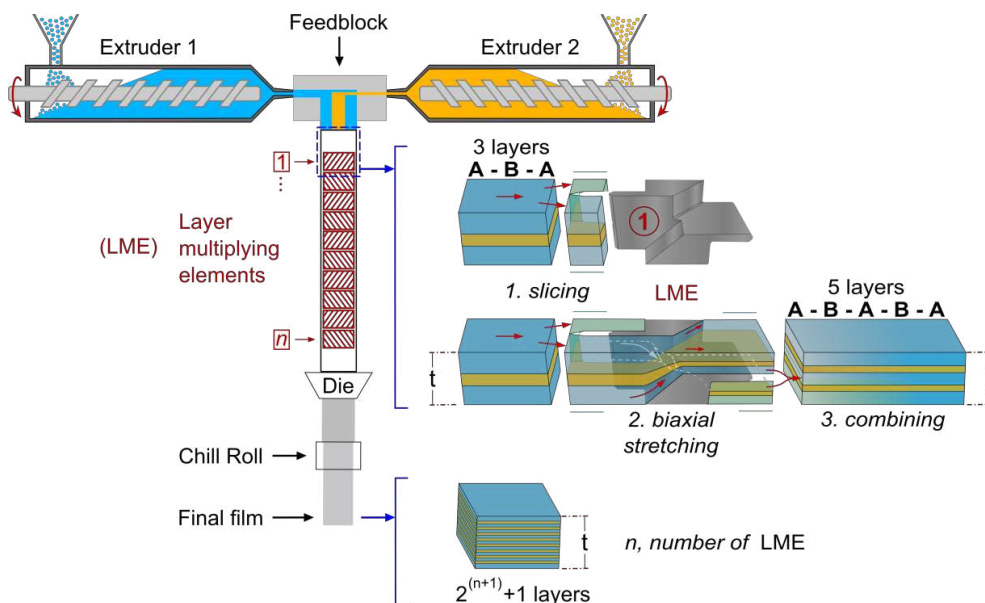 Feedblock
Extruder 1
Extruder 2
1
⋮
n
(LME)
Layer
multiplying
elements
3 layers
A - B - A
1
1. slicing
LME
5 layers
A - B - A - B - A
t
2. biaxial
stretching
3. combining
Die
Chill Roll
Final film
t
n, number of LME
2^(n+1)+1 layers